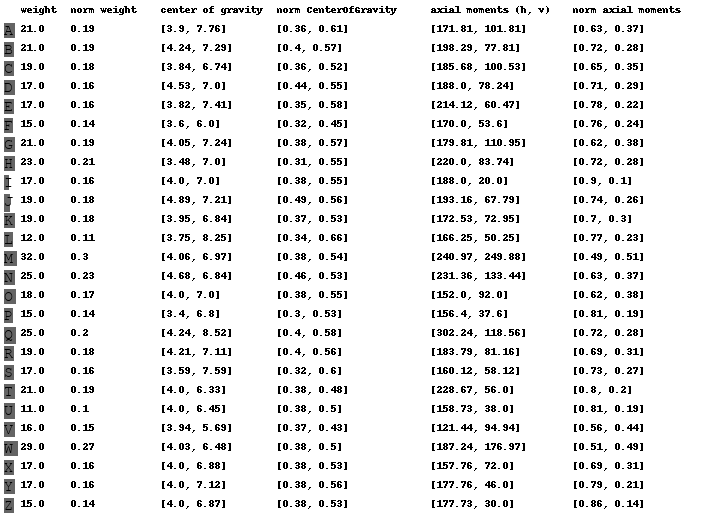 weight norm weight center of gravity norm CenterOfGravity axial moments (h, v) norm axial moments
A 21.0 0.19 [3.9, 7.76] [0.36, 0.61] [171.81, 101.81] [0.63, 0.37]
B 21.0 0.19 [4.24, 7.29] [0.4, 0.57] [198.29, 77.81] [0.72, 0.28]
C 19.0 0.18 [3.84, 6.74] [0.36, 0.52] [185.68, 100.53] [0.65, 0.35]
D 17.0 0.16 [4.53, 7.0] [0.44, 0.55] [188.0, 78.24] [0.71, 0.29]
E 17.0 0.16 [3.82, 7.41] [0.35, 0.58] [214.12, 60.47] [0.78, 0.22]
F 15.0 0.14 [3.6, 6.0] [0.32, 0.45] [170.0, 53.6] [0.76, 0.24]
G 21.0 0.19 [4.05, 7.24] [0.38, 0.57] [179.81, 110.95] [0.62, 0.38]
H 23.0 0.21 [3.48, 7.0] [0.31, 0.55] [220.0, 83.74] [0.72, 0.28]
I 17.0 0.16 [4.0, 7.0] [0.38, 0.55] [188.0, 20.0] [0.9, 0.1]
J 19.0 0.18 [4.89, 7.21] [0.49, 0.56] [193.16, 67.79] [0.74, 0.26]
K 19.0 0.18 [3.95, 6.84] [0.37, 0.53] [172.53, 72.95] [0.7, 0.3]
L 12.0 0.11 [3.75, 8.25] [0.34, 0.66] [166.25, 50.25] [0.77, 0.23]
M 32.0 0.3 [4.06, 6.97] [0.38, 0.54] [240.97, 249.88] [0.49, 0.51]
N 25.0 0.23 [4.68, 6.84] [0.46, 0.53] [231.36, 133.44] [0.63, 0.37]
O 18.0 0.17 [4.0, 7.0] [0.38, 0.55] [152.0, 92.0] [0.62, 0.38]
P 15.0 0.14 [3.4, 6.8] [0.3, 0.53] [156.4, 37.6] [0.81, 0.19]
Q 25.0 0.2 [4.24, 8.52] [0.4, 0.58] [302.24, 118.56] [0.72, 0.28]
R 19.0 0.18 [4.21, 7.11] [0.4, 0.56] [183.79, 81.16] [0.69, 0.31]
S 17.0 0.16 [3.59, 7.59] [0.32, 0.6] [160.12, 58.12] [0.73, 0.27]
T 21.0 0.19 [4.0, 6.33] [0.38, 0.48] [228.67, 56.0] [0.8, 0.2]
U 11.0 0.1 [4.0, 6.45] [0.38, 0.5] [158.73, 38.0] [0.81, 0.19]
V 16.0 0.15 [3.94, 5.69] [0.37, 0.43] [121.44, 94.94] [0.56, 0.44]
W 29.0 0.27 [4.03, 6.48] [0.38, 0.5] [187.24, 176.97] [0.51, 0.49]
X 17.0 0.16 [4.0, 6.88] [0.38, 0.53] [157.76, 72.0] [0.69, 0.31]
Y 17.0 0.16 [4.0, 7.12] [0.38, 0.56] [177.76, 46.0] [0.79, 0.21]
Z 15.0 0.14 [4.0, 6.87] [0.38, 0.53] [177.73, 30.0] [0.86, 0.14]